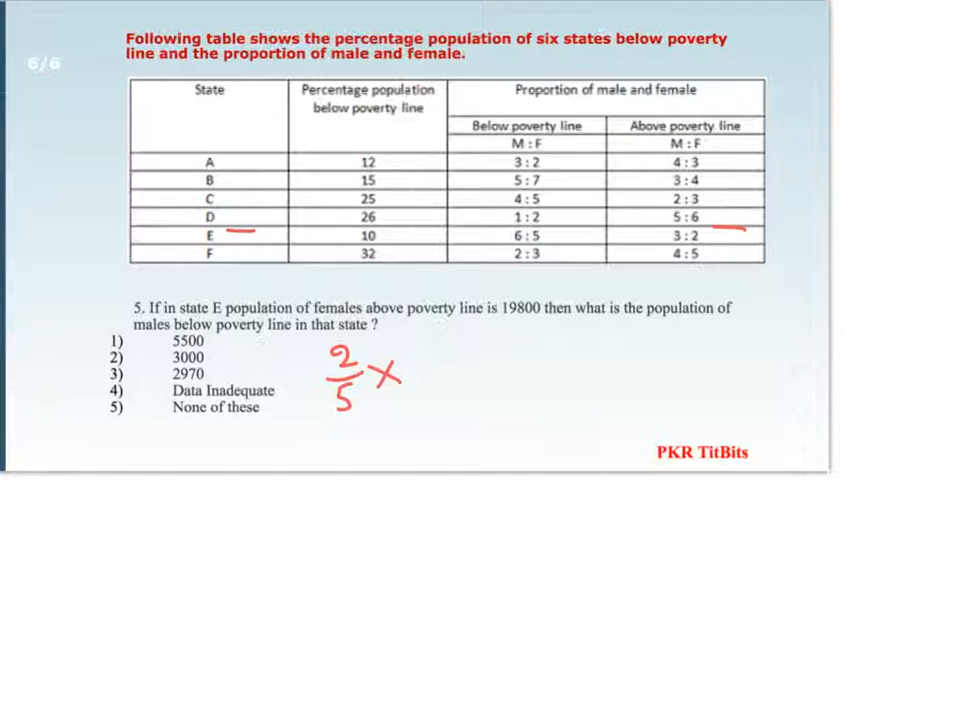 Following table shows the percentage population of six states below poverty
line and the proportion of male and female.
6/6
State Percentage population below poverty line Proportion of male and female
Below poverty line Above poverty line
M : F M : F
A 12 3 : 2 4 : 3
B 15 5 : 7 3 : 4
C 25 4 : 5 2 : 3
D 26 1 : 2 5 : 6
E 10 6 : 5 3 : 2
F 32 2 : 3 4 : 5
5. If in state E population of females above poverty line is 19800 then what is the population of
males below poverty line in that state ?
1) 5500
2) 3000
3) 2970
4) Data Inadequate
5) None of these
2/5 ×
PKR TitBits